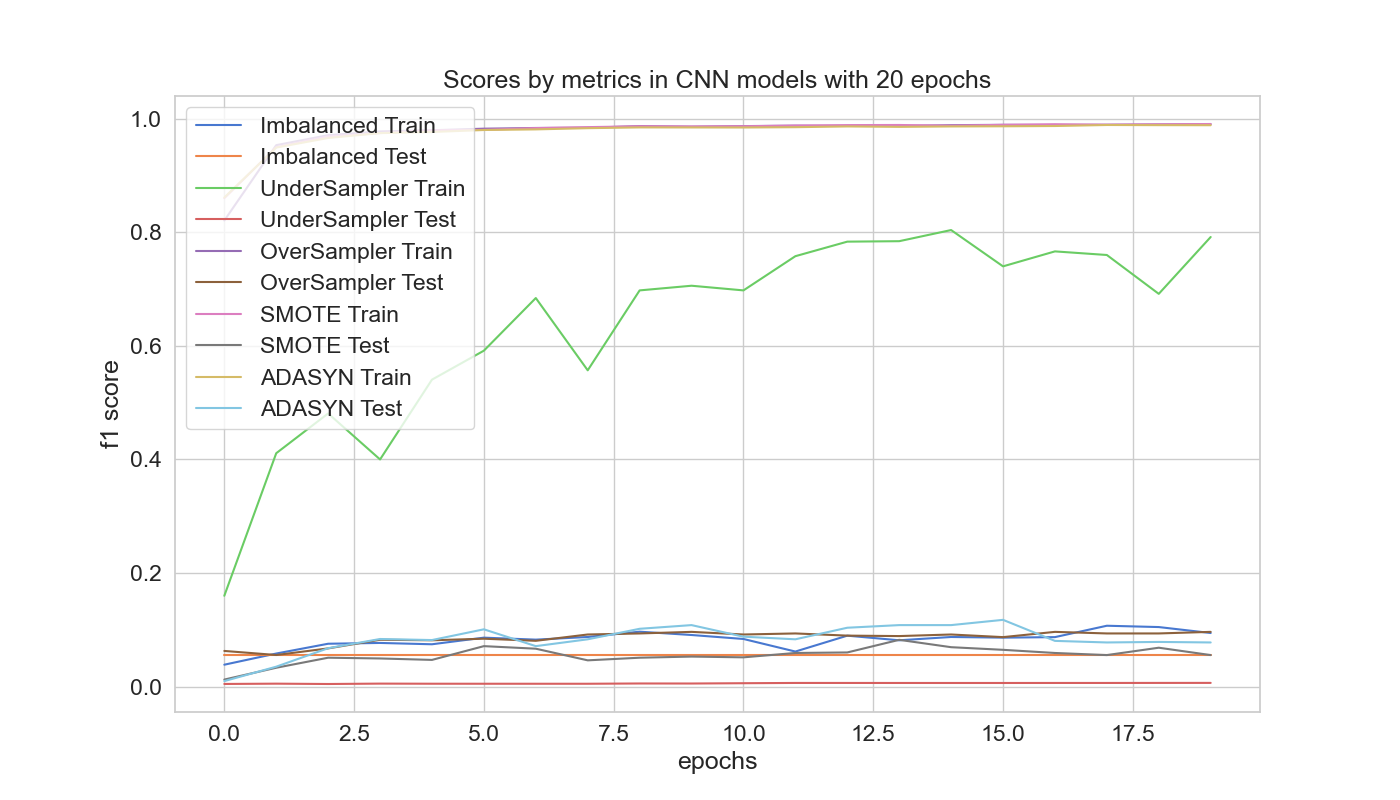 Scores by metrics in CNN models with 20 epochs
1.0
0.8
0.6
0.4
0.2
0.0
f1 score
Imbalanced Train
Imbalanced Test
UnderSampler Train
UnderSampler Test
OverSampler Train
OverSampler Test
SMOTE Train
SMOTE Test
ADASYN Train
ADASYN Test
0.0 2.5 5.0 7.5 10.0 12.5 15.0 17.5
epochs